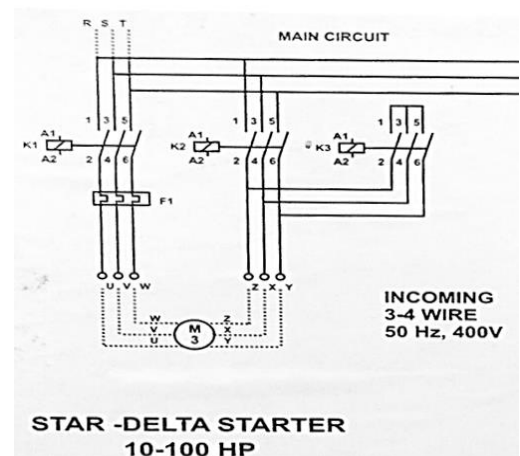 R S T
MAIN CIRCUIT
1 3 5
A1
K1
A2
2 4 6
1 3 5
A1
K2
A2
2 4 6
1 3 5
A1
K3
A2
2 4 6
F1
U V W
Z X Y
W
V
U
M
3
Z
X
Y
INCOMING
3-4 WIRE
50 Hz, 400V
STAR -DELTA STARTER
10-100 HP